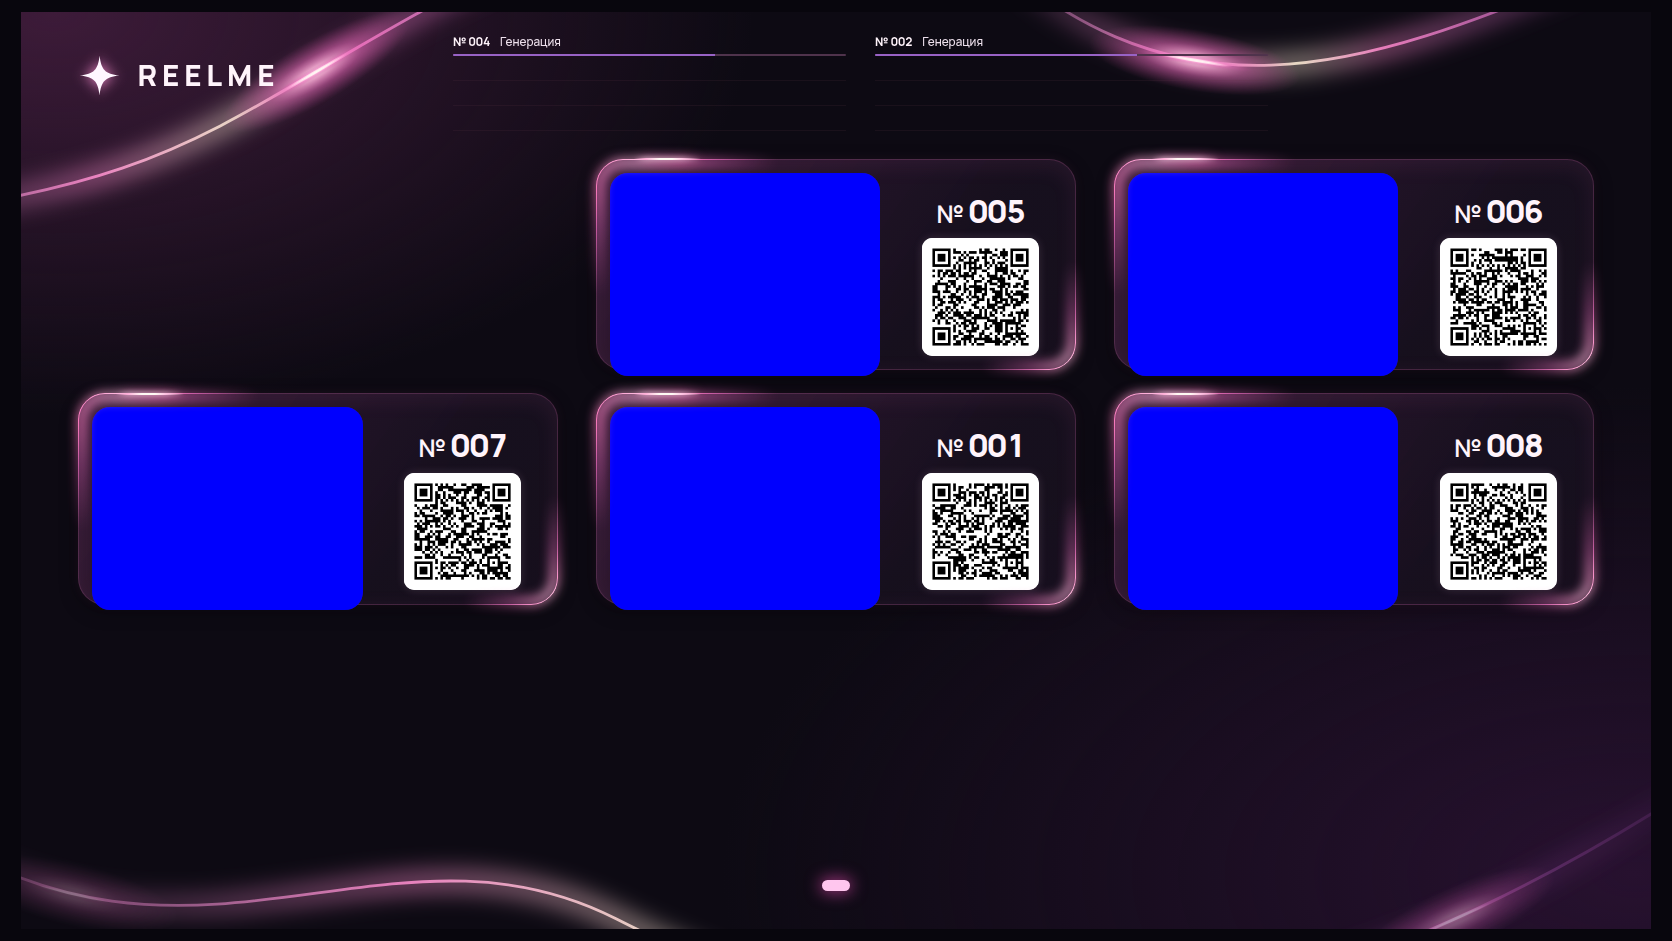 № 004 Генерация
№ 002 Генерация
REELME
№ 005
№ 006
№ 007
№ 001
№ 008